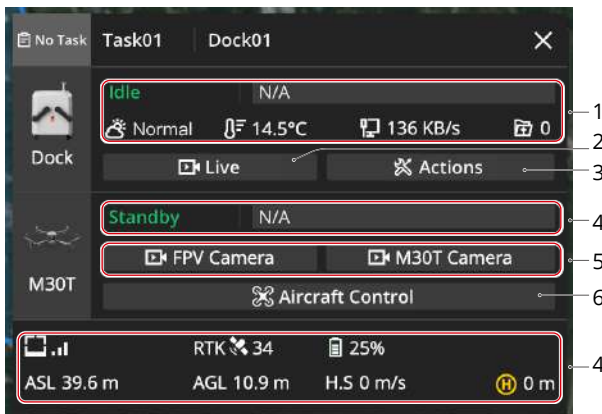 No Task Task01 Dock01
Idle N/A
Normal 14.5°C 136 KB/s 0
1
2
Dock Live Actions
3
Standby N/A
4
FPV Camera M30T Camera
5
M30T Aircraft Control
6
RTK 34 25%
4
ASL 39.6 m AGL 10.9 m H.S 0 m/s H 0 m